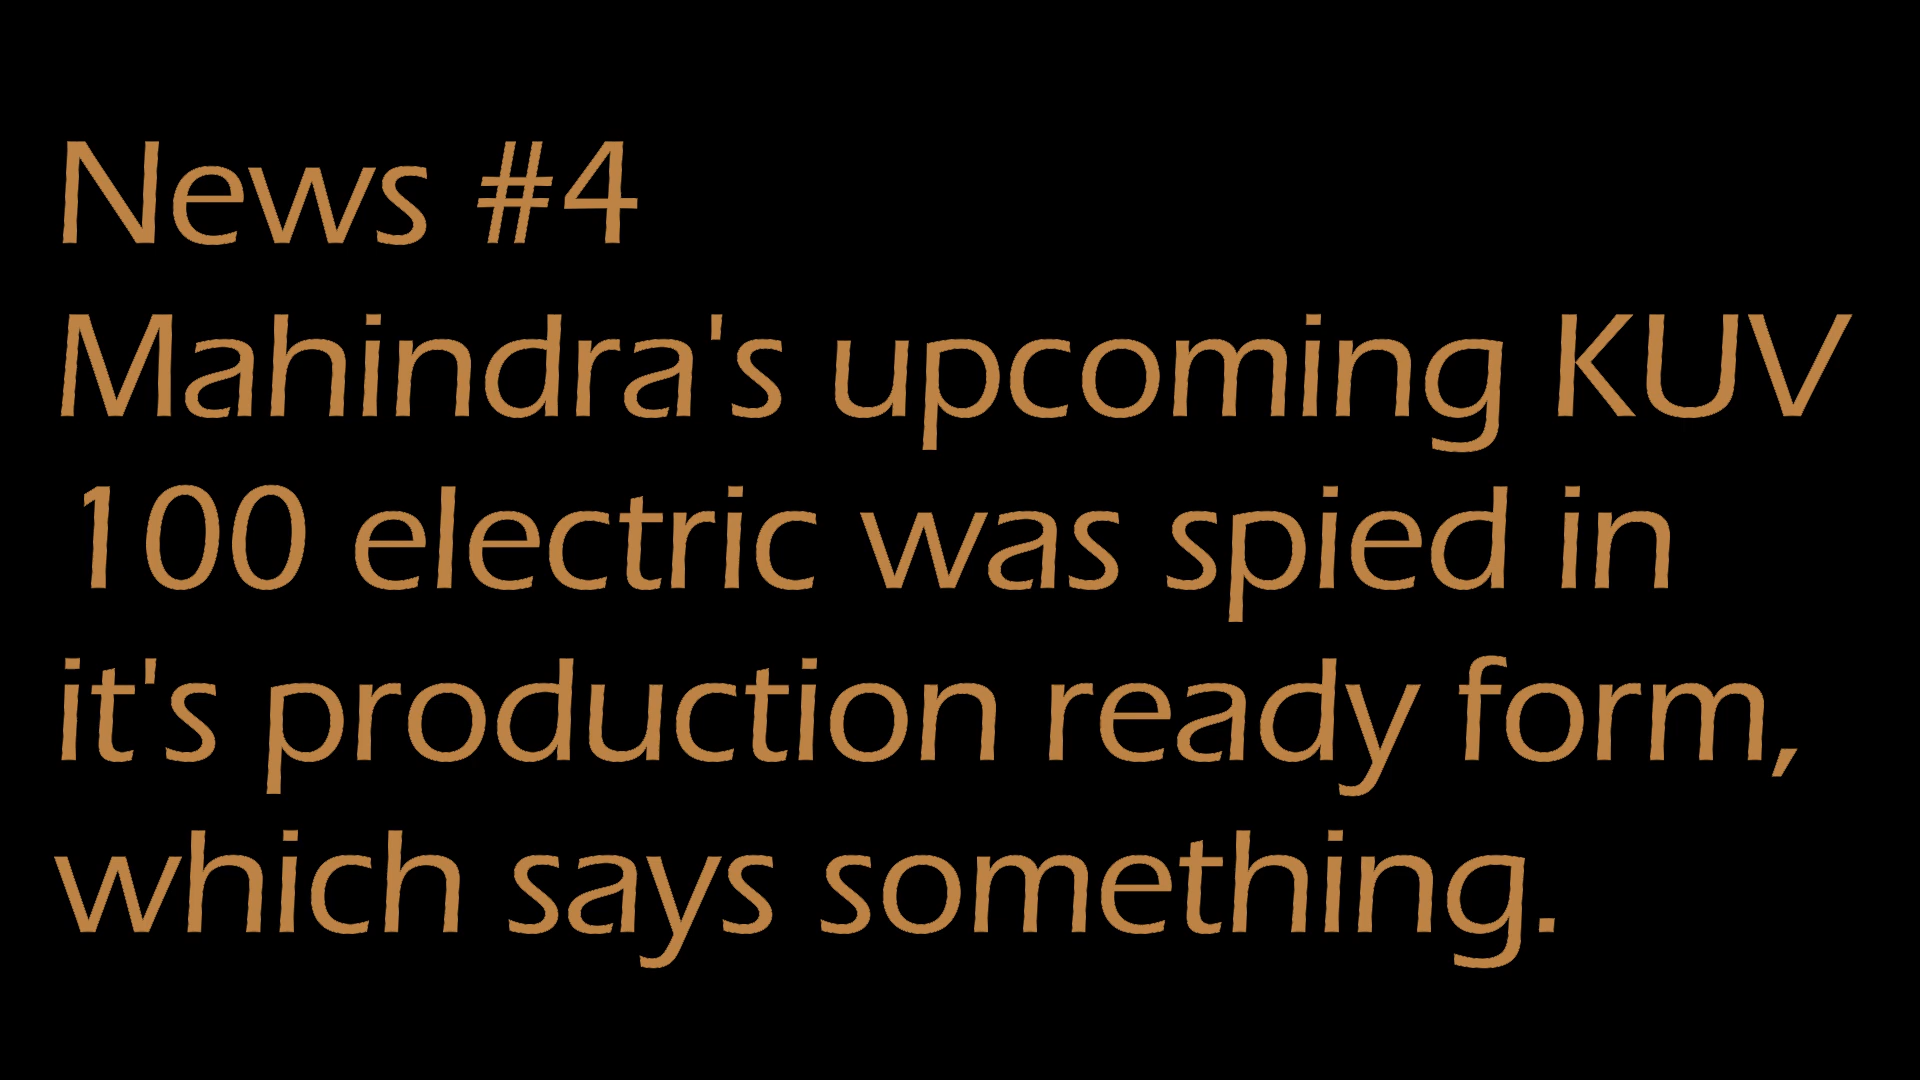 News #4
Mahindra's upcoming KUV
100 electric was spied in
it's production ready form,
which says something.